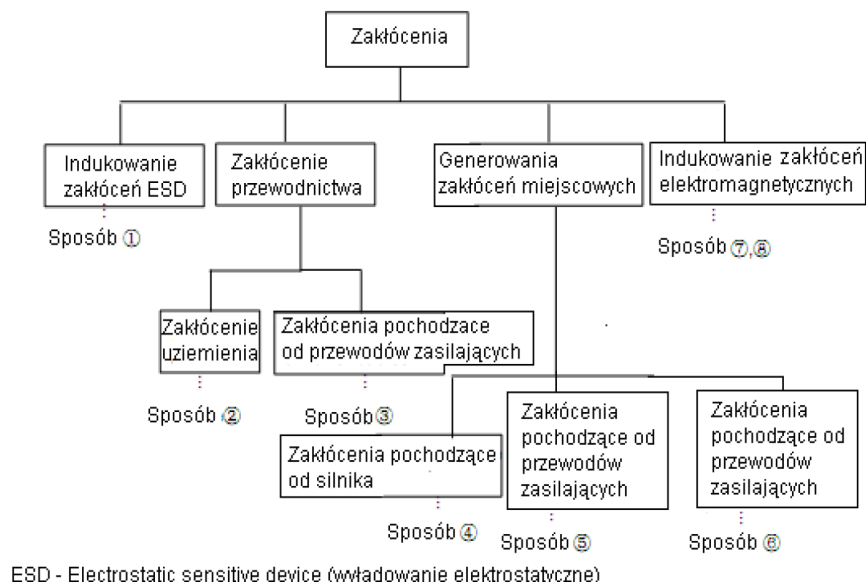 Zakłócenia
Indukowanie
zakłóceń ESD
Sposób ①
Zakłócenie
przewodnictwa
Generowania
zakłóceń miejscowych
Indukowanie zakłóceń
elektromagnetycznych
Sposób ⑦,⑧
Zakłócenie
uziemienia
Sposób ②
Zakłócenia pochodzace
od przewodów zasilających
Sposób ③
Zakłócenia pochodzące
od silnika
Sposób ④
Zakłócenia
pochodzące od
przewodów
zasilających
Sposób ⑤
Zakłócenia
pochodzące od
przewodów
zasilających
Sposób ⑥
ESD - Electrostatic sensitive device (wyładowanie elektrostatyczne)